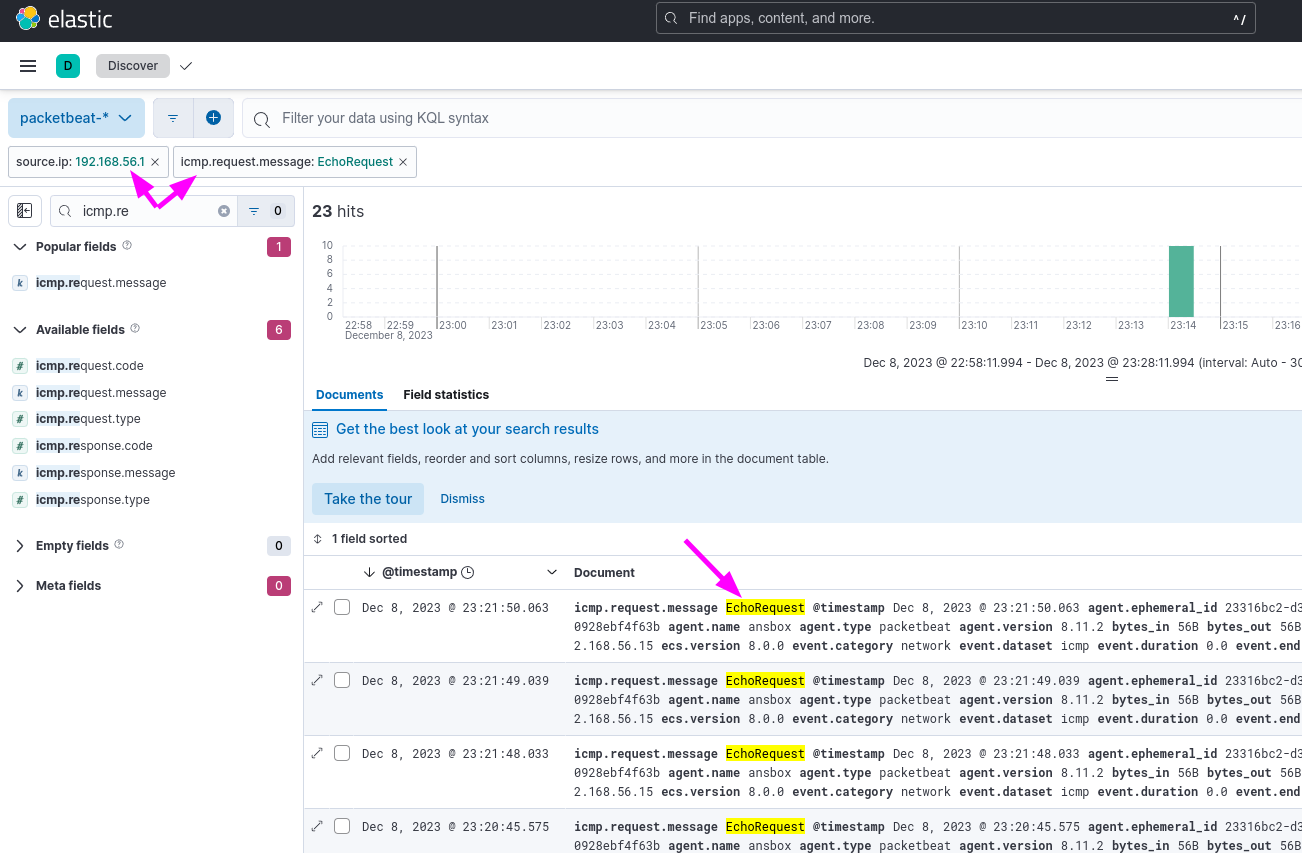 elastic
Find apps, content, and more.
^/
D
Discover
packetbeat-*
Filter your data using KQL syntax
source.ip: 192.168.56.1 ×
icmp.request.message: EchoRequest ×
icmp.re
0
Popular fields
1
icmp.request.message
Available fields
6
icmp.request.code
icmp.request.message
icmp.request.type
icmp.response.code
icmp.response.message
icmp.response.type
Empty fields
0
Meta fields
0
23 hits
10
8
6
4
2
0
22:58 22:59 23:00 23:01 23:02 23:03 23:04 23:05 23:06 23:07 23:08 23:09 23:10 23:11 23:12 23:13 23:14 23:15 23:16
December 8, 2023
Dec 8, 2023 @ 22:58:11.994 - Dec 8, 2023 @ 23:28:11.994 (interval: Auto - 30
Documents Field statistics
Get the best look at your search results
Add relevant fields, reorder and sort columns, resize rows, and more in the document table.
Take the tour Dismiss
1 field sorted
@timestamp Document
Dec 8, 2023 @ 23:21:50.063 icmp.request.message EchoRequest @timestamp Dec 8, 2023 @ 23:21:50.063 agent.ephemeral_id 23316bc2-d3
0928ebf4f63b agent.name ansbox agent.type packetbeat agent.version 8.11.2 bytes_in 56B bytes_out 56B
2.168.56.15 ecs.version 8.0.0 event.category network event.dataset icmp event.duration 0.0 event.end
Dec 8, 2023 @ 23:21:49.039 icmp.request.message EchoRequest @timestamp Dec 8, 2023 @ 23:21:49.039 agent.ephemeral_id 23316bc2-d3
0928ebf4f63b agent.name ansbox agent.type packetbeat agent.version 8.11.2 bytes_in 56B bytes_out 56B
2.168.56.15 ecs.version 8.0.0 event.category network event.dataset icmp event.duration 0.0 event.end
Dec 8, 2023 @ 23:21:48.033 icmp.request.message EchoRequest @timestamp Dec 8, 2023 @ 23:21:48.033 agent.ephemeral_id 23316bc2-d3
0928ebf4f63b agent.name ansbox agent.type packetbeat agent.version 8.11.2 bytes_in 56B bytes_out 56B
2.168.56.15 ecs.version 8.0.0 event.category network event.dataset icmp event.duration 0.0 event.end
Dec 8, 2023 @ 23:20:45.575 icmp.request.message EchoRequest @timestamp Dec 8, 2023 @ 23:20:45.575 agent.ephemeral_id 23316bc2-d3
0928ebf4f63b agent.name ansbox agent.type packetbeat agent.version 8.11.2 bytes_in 56B bytes_out 56B